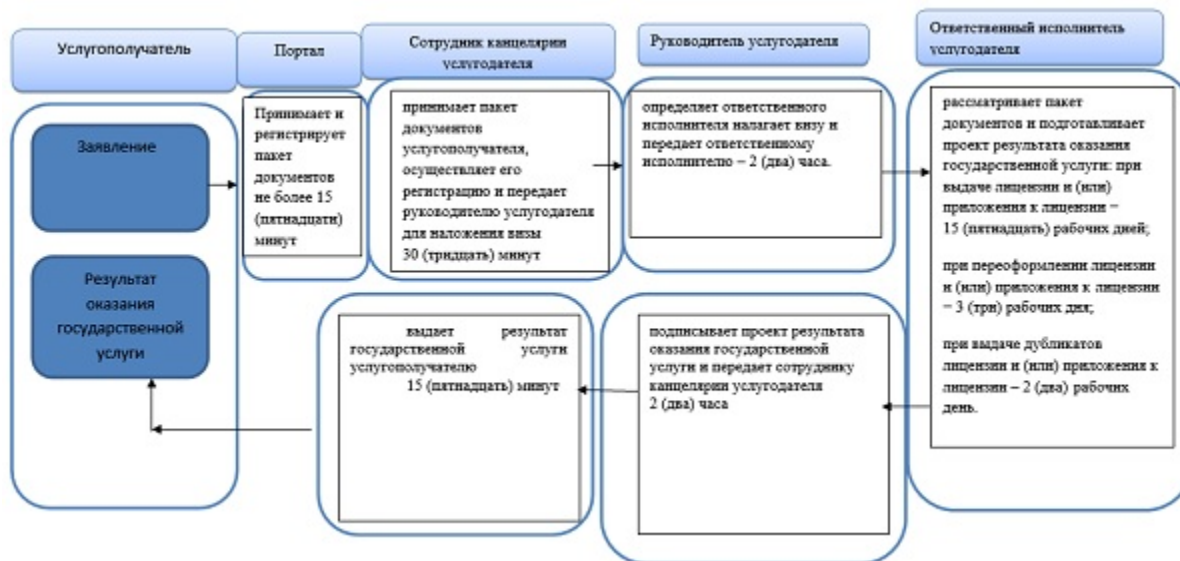 Услугополучатель
Портал
Сотрудник канцелярии
услугодателя
Руководитель услугодателя
Ответственный исполнитель
услугодателя
Заявление
Принимает и
регистрирует
пакет
документов
не более 15
(пятнадцати)
минут
принимает пакет
документов
услугополучателя,
осуществляет его
регистрацию и передает
руководителю услугодателя
для наложения визы
30 (тридцать) минут
определяет ответственного
исполнителя налагает визу и
передает ответственному
исполнителю – 2 (два) часа.
рассматривает пакет
документов и подготавливает
проект результата оказания
государственной услуги: при
выдаче лицензии и (или)
приложения к лицензии –
15 (пятнадцать) рабочих дней;
при переоформлении лицензии
и (или) приложения к лицензии
– 3 (три) рабочих дня;
при выдаче дубликатов
лицензии и (или) приложения к
лицензии – 2 (два) рабочих
день.
подписывает проект результата
оказания государственной
услуги и передает сотруднику
канцелярии услугодателя
2 (два) часа
выдает результат
государственной услуги
услугополучателю
15 (пятнадцать) минут
Результат
оказания
государственной
услуги